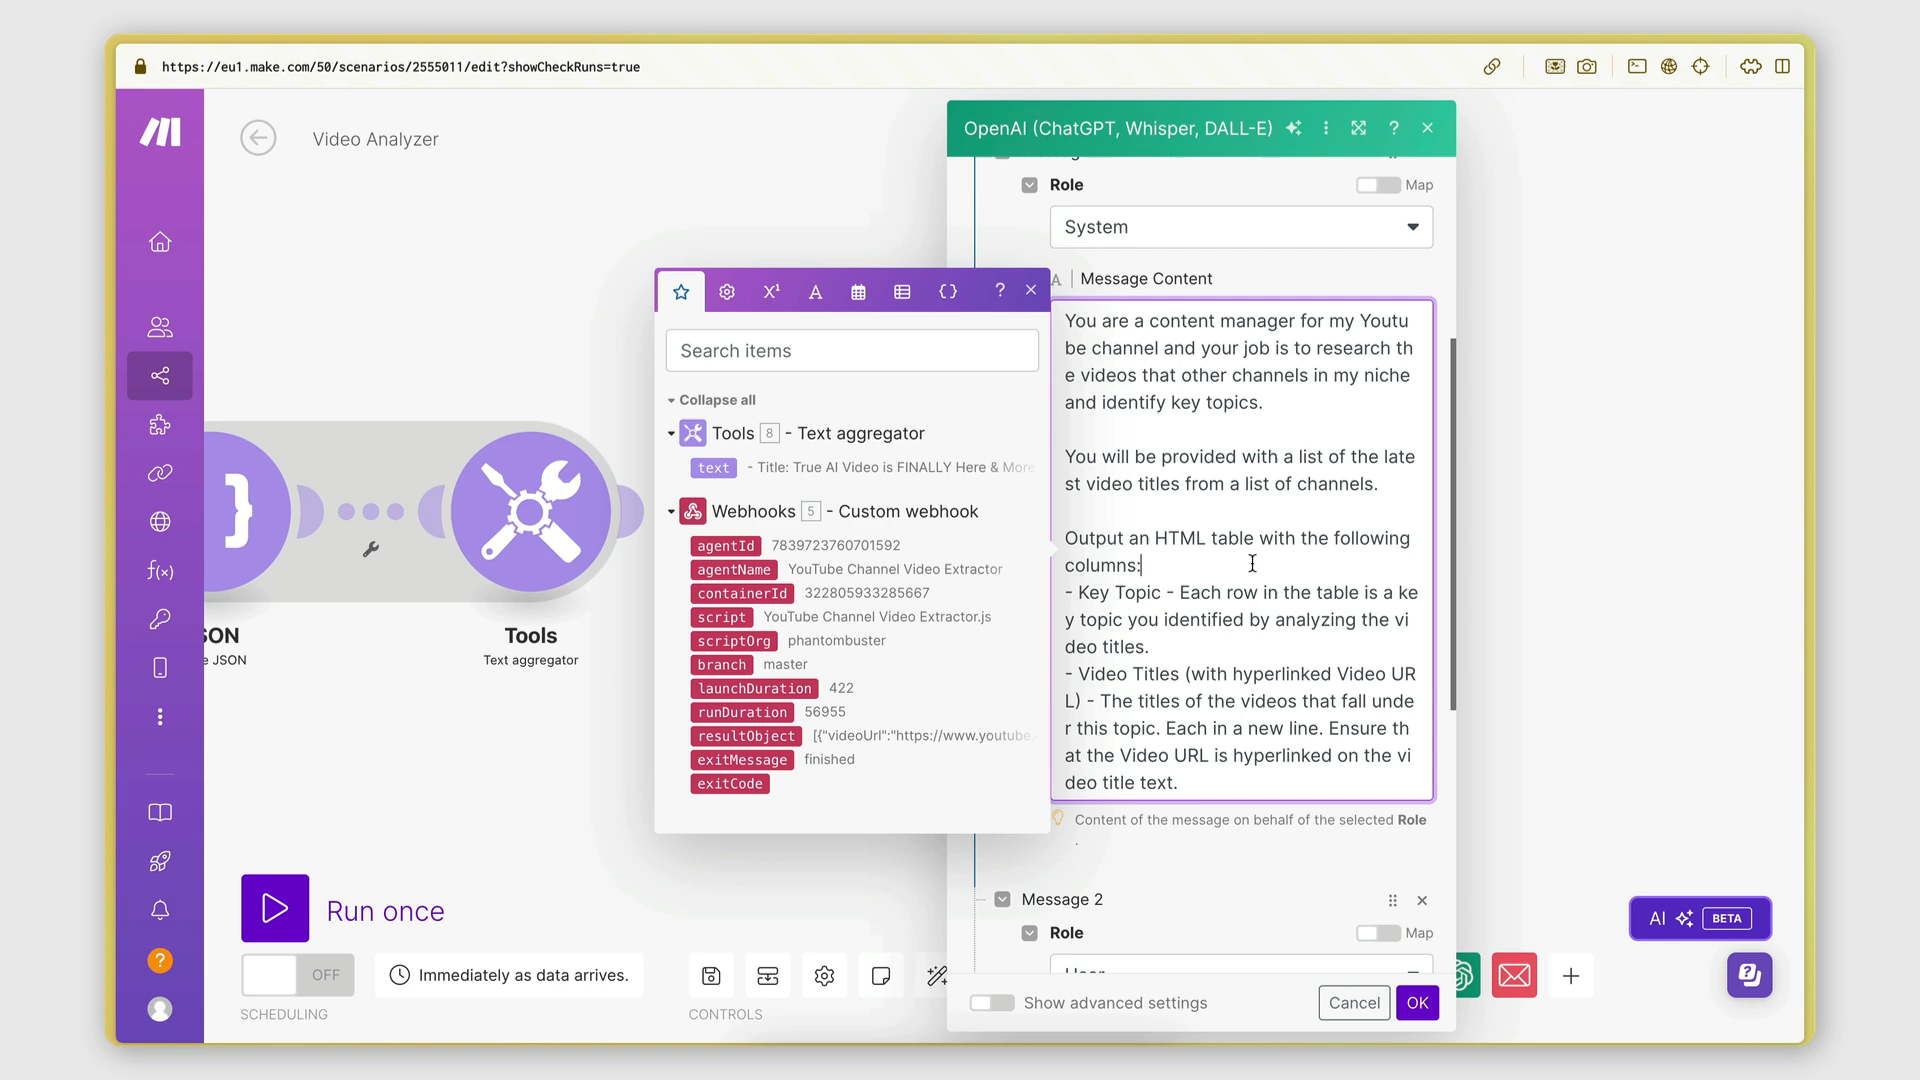 https://eu1.make.com/50/scenarios/2555011/edit?showCheckRuns=true
Video Analyzer
OpenAI (ChatGPT, Whisper, DALL-E)
?
Role
Map
System
A | Message Content
You are a content manager for my Youtu
be channel and your job is to research th
e videos that other channels in my niche
and identify key topics.
You will be provided with a list of the late
st video titles from a list of channels.
Output an HTML table with the following
columns:
- Key Topic - Each row in the table is a ke
y topic you identified by analyzing the vi
deo titles.
- Video Titles (with hyperlinked Video UR
L) - The titles of the videos that fall unde
r this topic. Each in a new line. Ensure th
at the Video URL is hyperlinked on the vi
deo title text.
Content of the message on behalf of the selected Role
.
Message 2
Role
Map
Show advanced settings
Cancel
OK
X¹ A { } ?
Search items
Collapse all
Tools 8 - Text aggregator
text - Title: True AI Video is FINALLY Here & More
Webhooks 5 - Custom webhook
agentId 7839723760701592
agentName YouTube Channel Video Extractor
containerId 322805933285667
script YouTube Channel Video Extractor.js
scriptOrg phantombuster
branch master
launchDuration 422
runDuration 56955
resultObject [{"videoUrl":"https://www.youtube.
exitMessage finished
exitCode
f(x)
}
SON
e JSON
Tools
Text aggregator
Run once
OFF
Immediately as data arrives.
SCHEDULING
CONTROLS
AI BETA
?
?